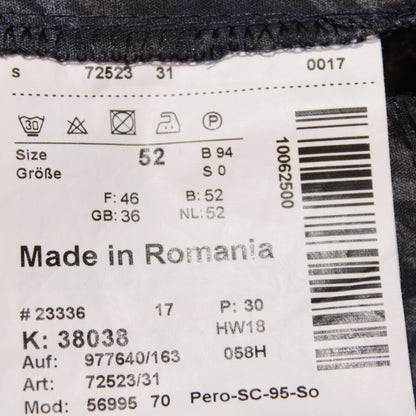 S 72523 31 0017
30 P
Size 52 B 94
Größe S 0
F: 46 B: 52
GB: 36 NL: 52
10062500
Made in Romania
# 23336 17 P: 30
K: 38038 HW18
Auf: 977640/163 058H
Art: 72523/31
Mod: 56995 70 Pero-SC-95-So